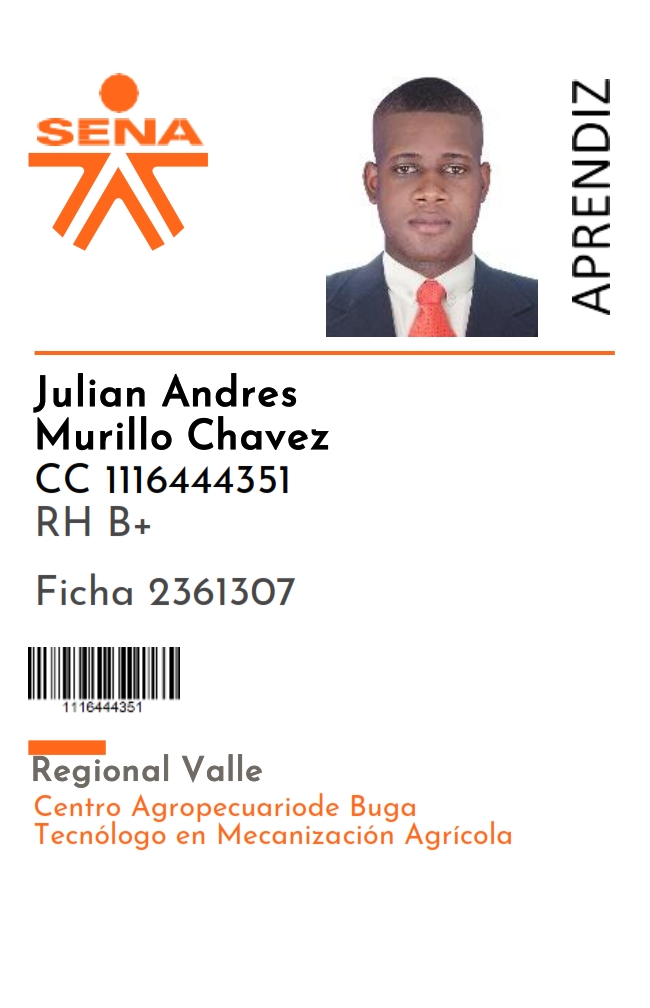 SENA
APRENDIZ
Julian Andres
Murillo Chavez
CC 1116444351
RH B+
Ficha 2361307
1116444351
Regional Valle
Centro Agropecuariode Buga
Tecnólogo en Mecanización Agrícola